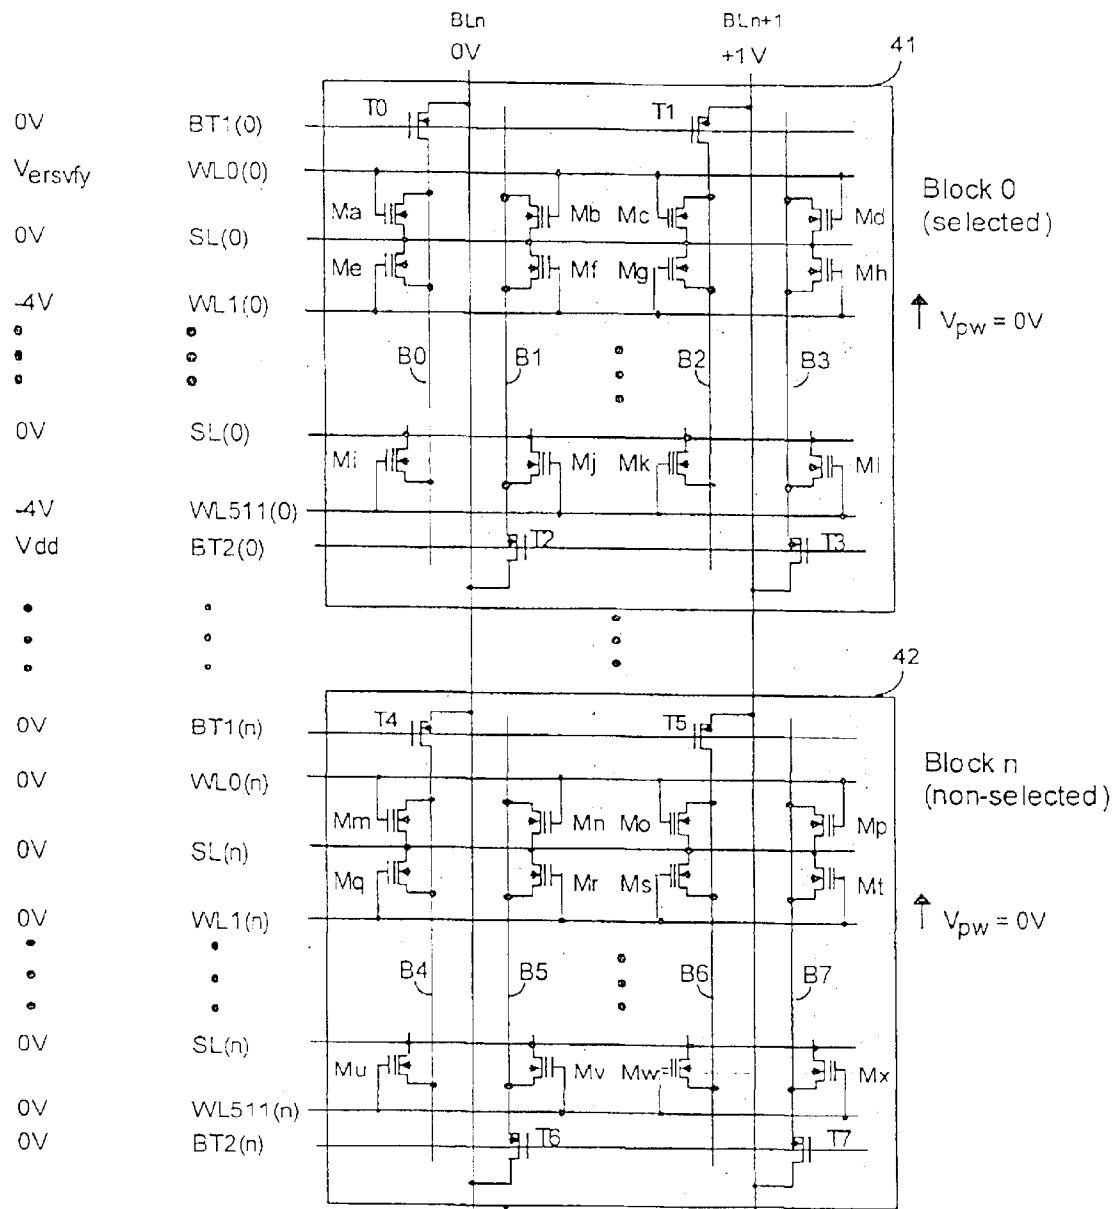 BLn BLn+1
0V +1V 41
0V BT1(0) T0 T1
Versvfy WL0(0)
Block 0
(selected)
Ma Mb Mc Md
0V SL(0)
Me Mf Mg Mh
-4V WL1(0)
Vpw = 0V
B0 B1 B2 B3
0V SL(0)
Mi Mj Mk Ml
-4V WL511(0)
Vdd BT2(0) T2 T3
42
0V BT1(n) T4 T5
0V WL0(n)
Block n
(non-selected)
Mm Mn Mo Mp
0V SL(n)
Mq Mr Ms Mt
0V WL1(n)
Vpw = 0V
B4 B5 B6 B7
0V SL(n)
Mu Mv Mw Mx
0V WL511(n)
0V BT2(n) T6 T7